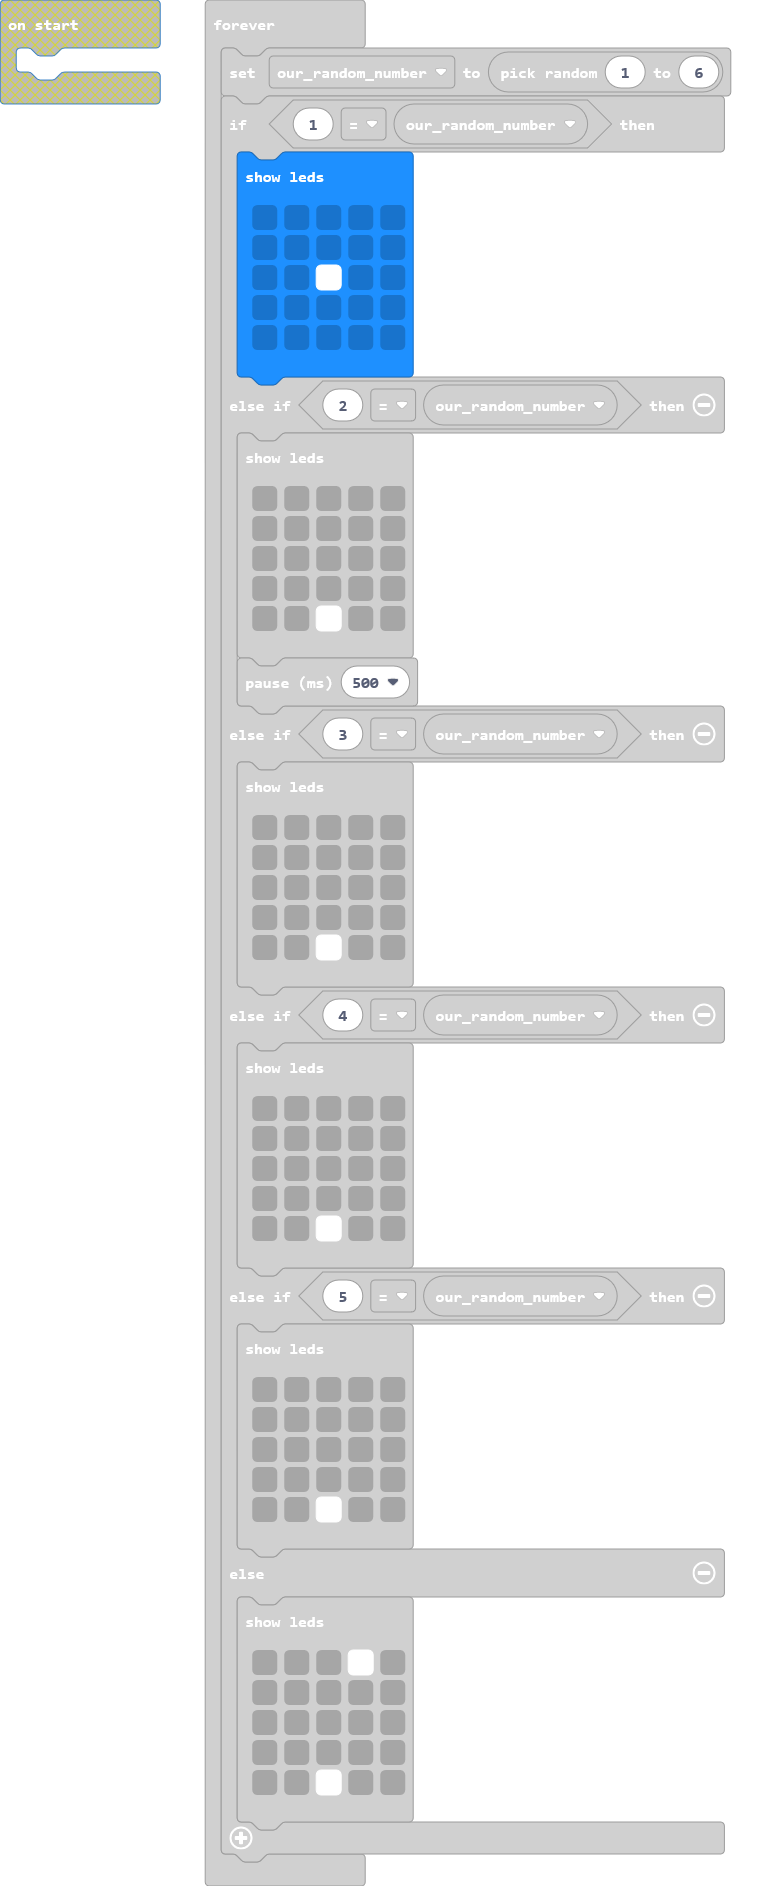 on start
forever
set our_random_number to pick random 1 to 6
if 1 = our_random_number then
show leds
else if 2 = our_random_number then
show leds
pause (ms) 500
else if 3 = our_random_number then
show leds
else if 4 = our_random_number then
show leds
else if 5 = our_random_number then
show leds
else
show leds